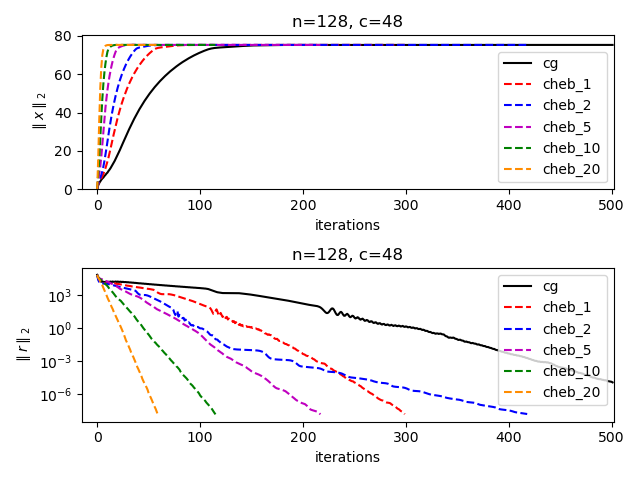 n=128, c=48
80
60
40
20
0
‖ x ‖₂
0 100 200 300 400 500
iterations
cg
cheb_1
cheb_2
cheb_5
cheb_10
cheb_20
n=128, c=48
10³
10⁰
10⁻³
10⁻⁶
‖ r ‖₂
0 100 200 300 400 500
iterations
cg
cheb_1
cheb_2
cheb_5
cheb_10
cheb_20